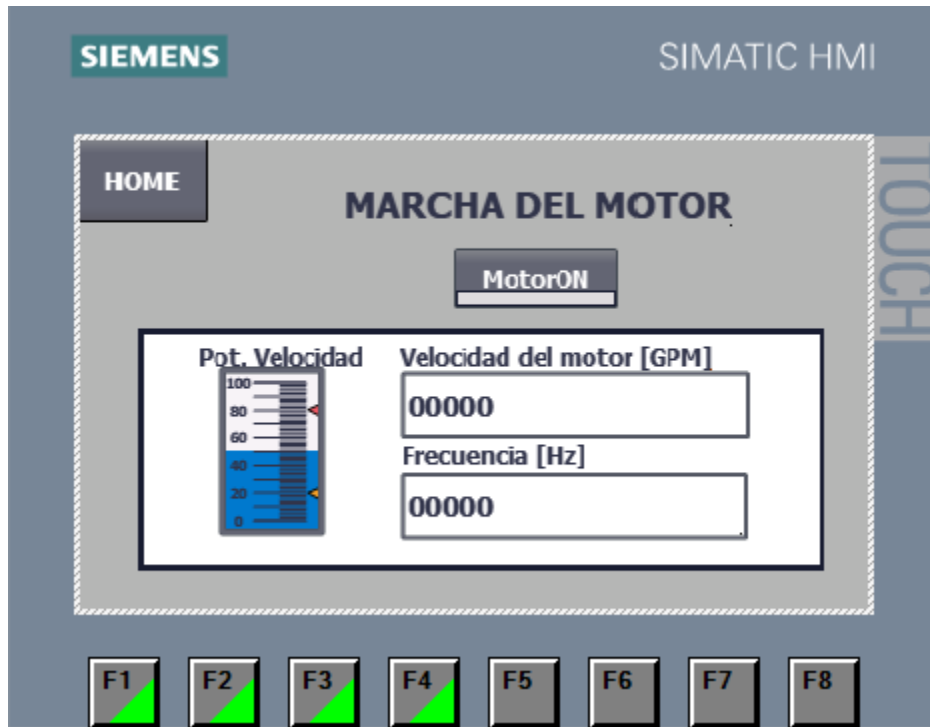 SIEMENS
SIMATIC HMI
TOUCH
HOME
MARCHA DEL MOTOR
MotorON
Pot. Velocidad
100
80
60
40
20
0
Velocidad del motor [GPM]
00000
Frecuencia [Hz]
00000
F1 F2 F3 F4 F5 F6 F7 F8